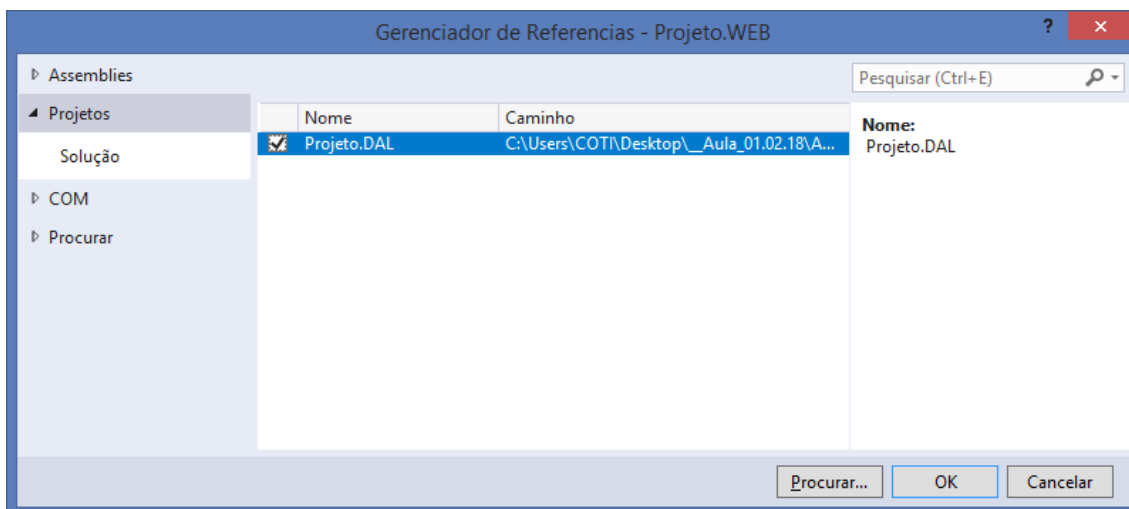 Gerenciador de Referencias - Projeto.WEB
?
Assemblies
Projetos
Solução
COM
Procurar
Nome
Caminho
Projeto.DAL
C:\Users\COTI\Desktop\__Aula_01.02.18\A...
Pesquisar (Ctrl+E)
Nome:
Projeto.DAL
Procurar...
OK
Cancelar